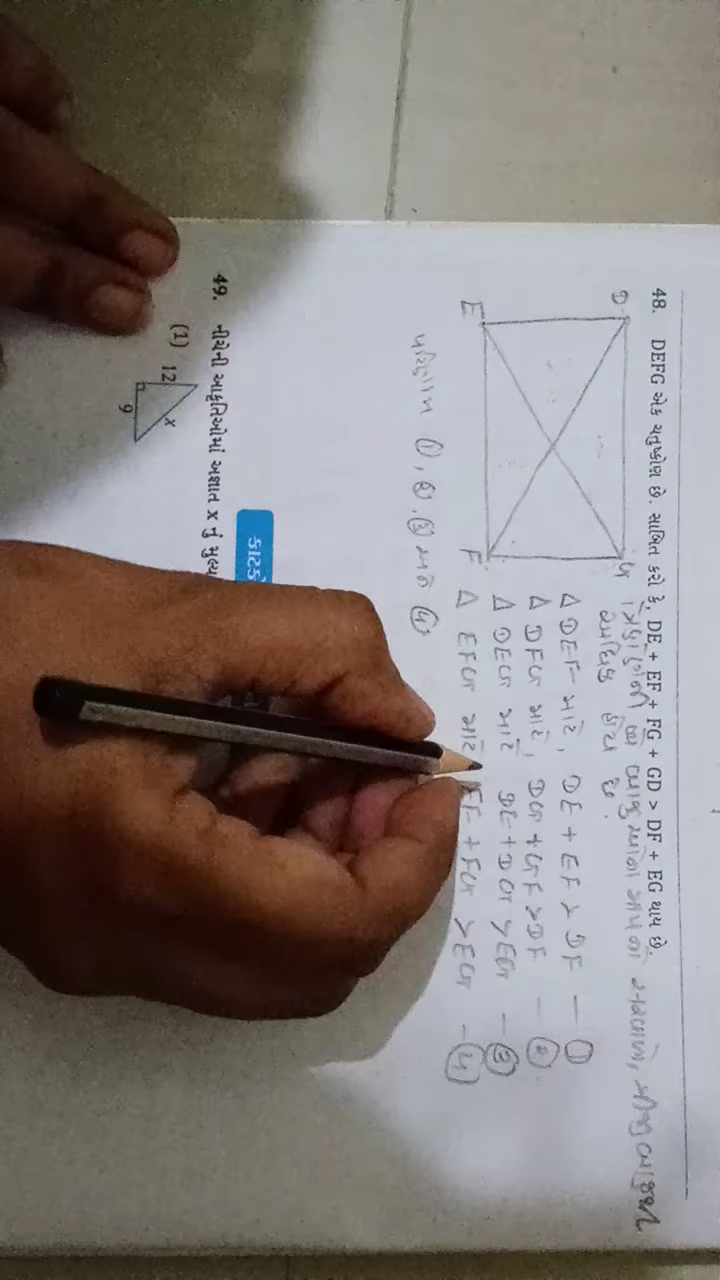 48. DEFG એક ચતુષ્કોણ છે. સાબિત કરો કે, DE + EF + FG + GD > DF + EG થાય છે.
ત્રિકોણની બે બાજુઓના માપનો સરવાળો, ત્રીજી બાજુથી
અધિક હોય છે.
D G
E F
Δ DEF માટે, DE + EF > DF — ①
Δ DFG માટે, DG + GF > DF — ②
Δ DEG માટે DE + DG > EG — ③
Δ EFG માટે EF + FG > EG — ④
પરિણામ ①, ②, ③ અને ④
49. નીચેની આકૃતિઓમાં અજ્ઞાત x નું મૂલ્ય
(1) 12 x 9